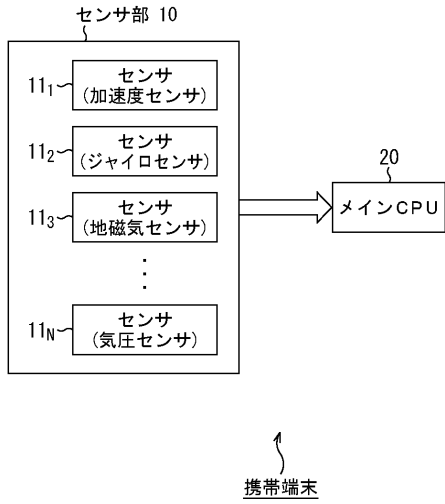 センサ部 10
11₁
センサ
(加速度センサ)
11₂
センサ
(ジャイロセンサ)
11₃
センサ
(地磁気センサ)
11N
センサ
(気圧センサ)
20
メインCPU
携帯端末